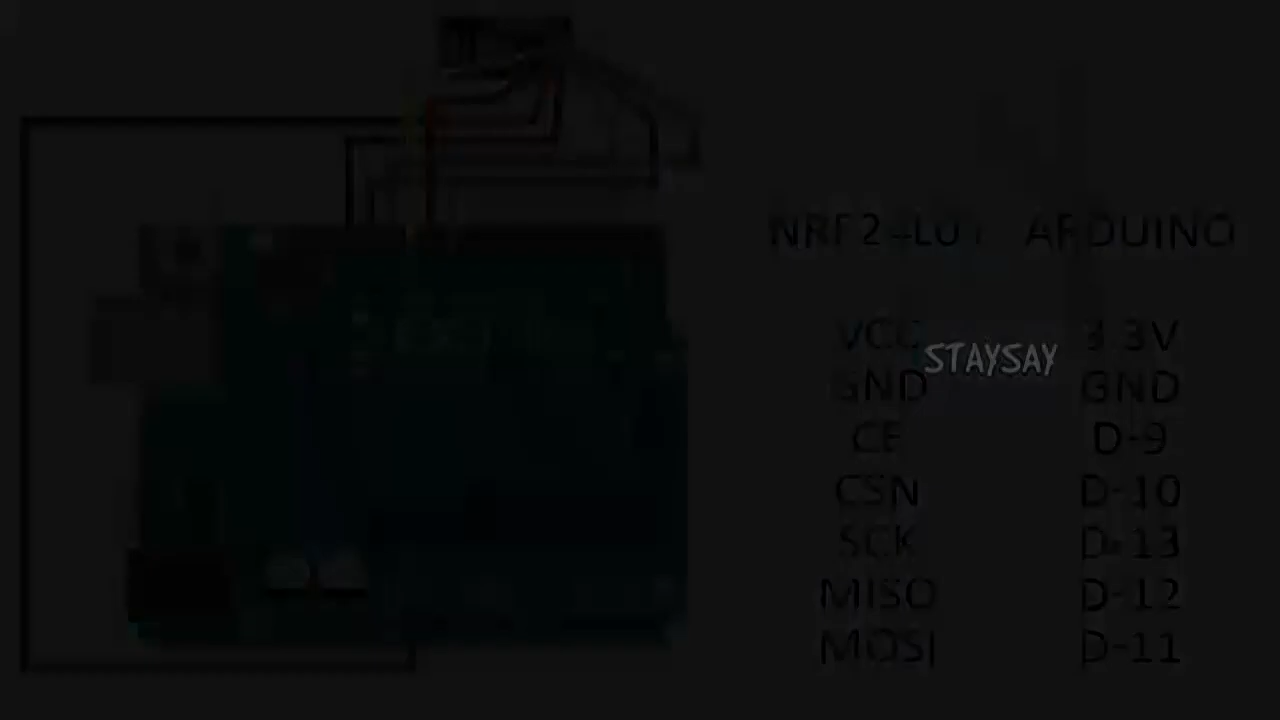 NRF24L01 ARDUINO
VCC 3.3V
STAYSAY
GND GND
CE D-9
CSN D-10
SCK D-13
MISO D-12
MOSI D-11